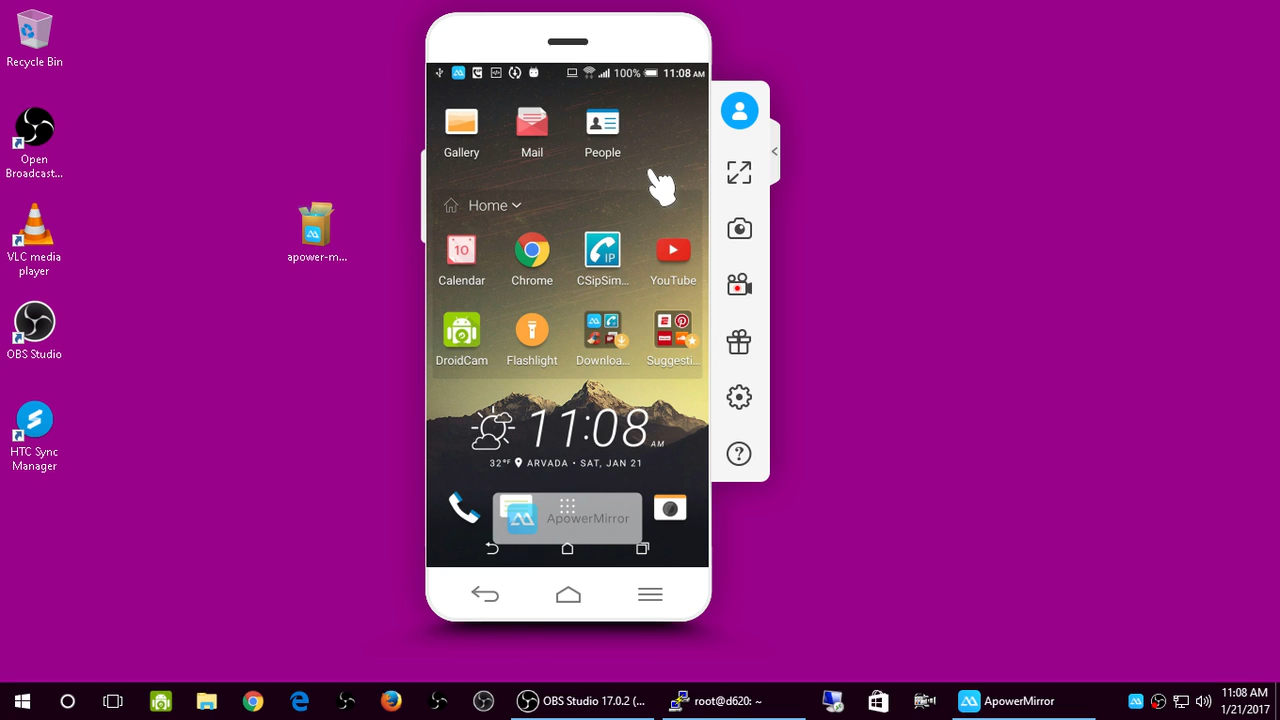 Recycle Bin
Open
Broadcast...
VLC media
player
OBS Studio
HTC Sync
Manager
apower-m...
100%
11:08 AM
Gallery
Mail
People
Home
10
IP
Calendar
Chrome
CSipSim...
YouTube
DroidCam
Flashlight
Downloa...
Suggesti...
11:08 AM
32°F ARVADA • SAT, JAN 21
ApowerMirror
?
OBS Studio 17.0.2 (...
root@d620: ~
ApowerMirror
11:08 AM
1/21/2017